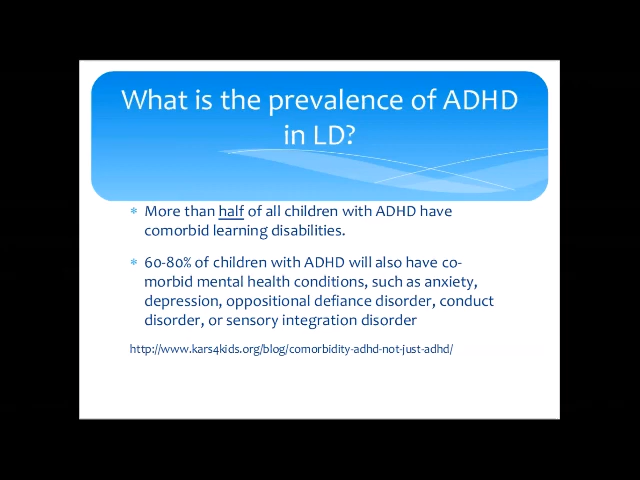 What is the prevalence of ADHD
in LD?
* More than half of all children with ADHD have
comorbid learning disabilities.
* 60-80% of children with ADHD will also have co-
morbid mental health conditions, such as anxiety,
depression, oppositional defiance disorder, conduct
disorder, or sensory integration disorder
http://www.kars4kids.org/blog/comorbidity-adhd-not-just-adhd/